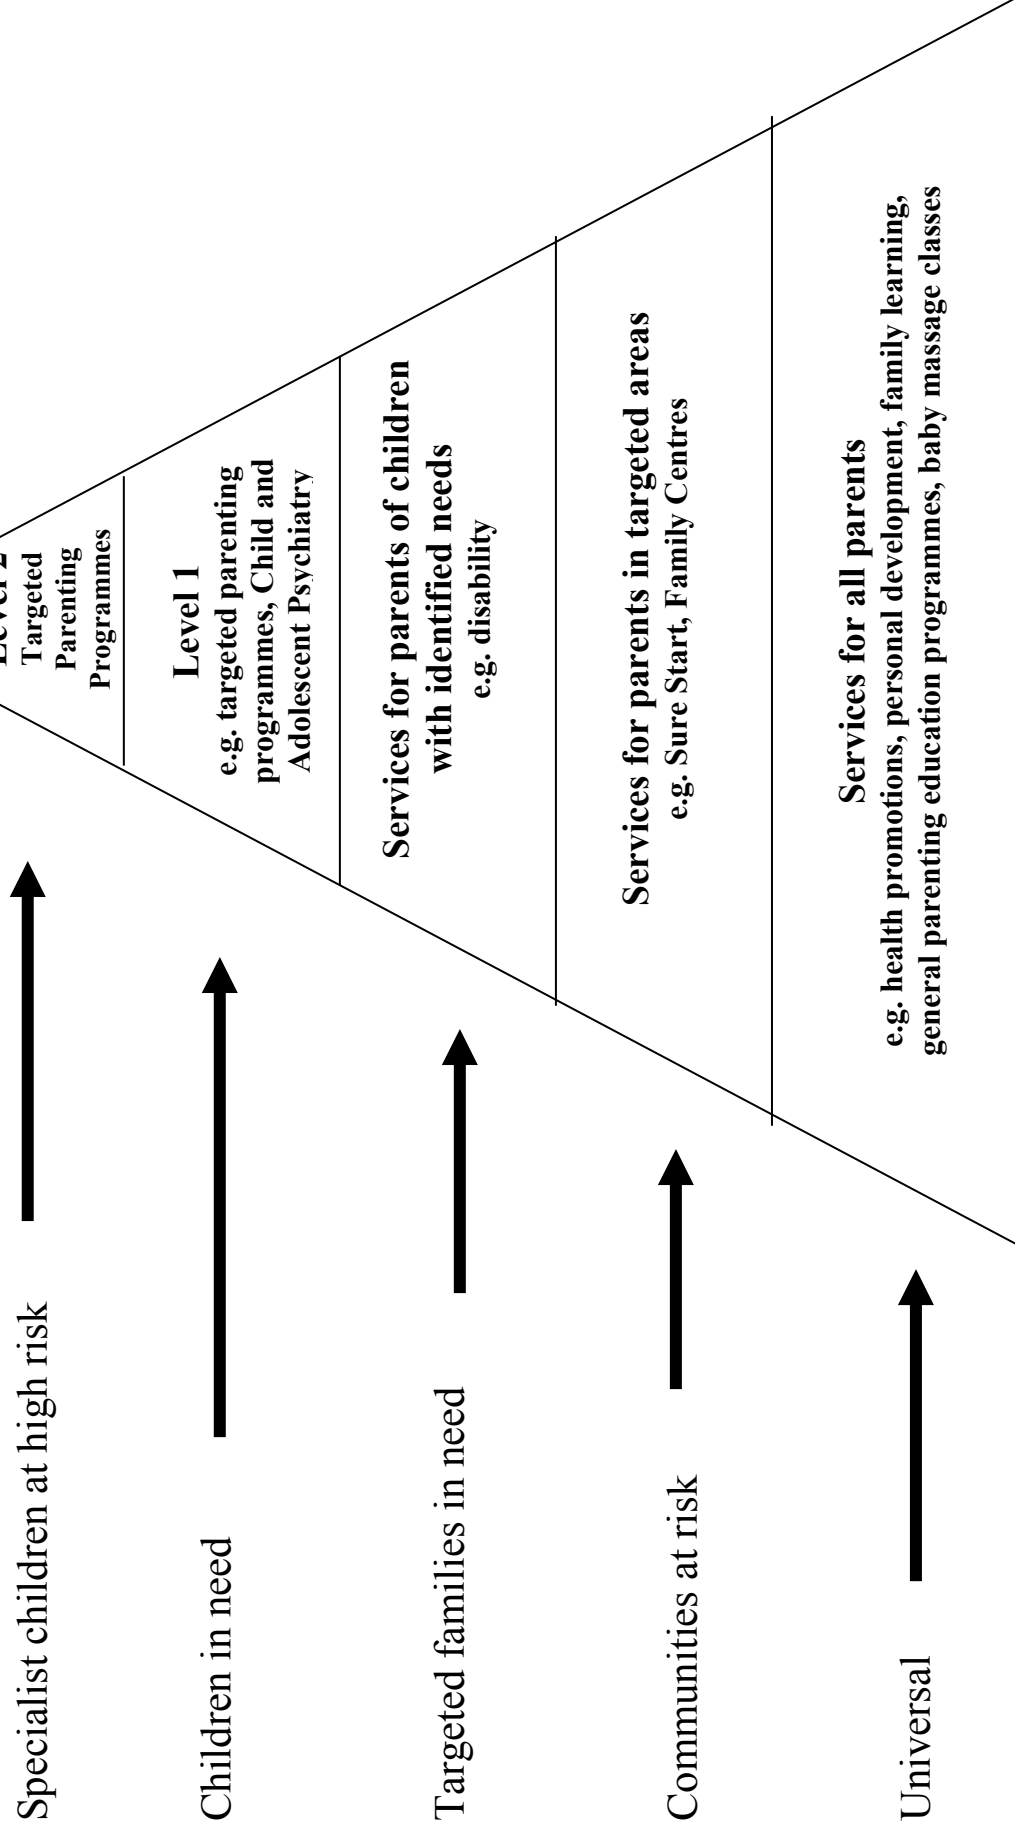 Specialist children at high risk
Targeted
Parenting
Programmes
Children in need
Level 1
e.g. targeted parenting
programmes, Child and
Adolescent Psychiatry
Targeted families in need
Services for parents of children
with identified needs
e.g. disability
Communities at risk
Services for parents in targeted areas
e.g. Sure Start, Family Centres
Universal
Services for all parents
e.g. health promotions, personal development, family learning,
general parenting education programmes, baby massage classes